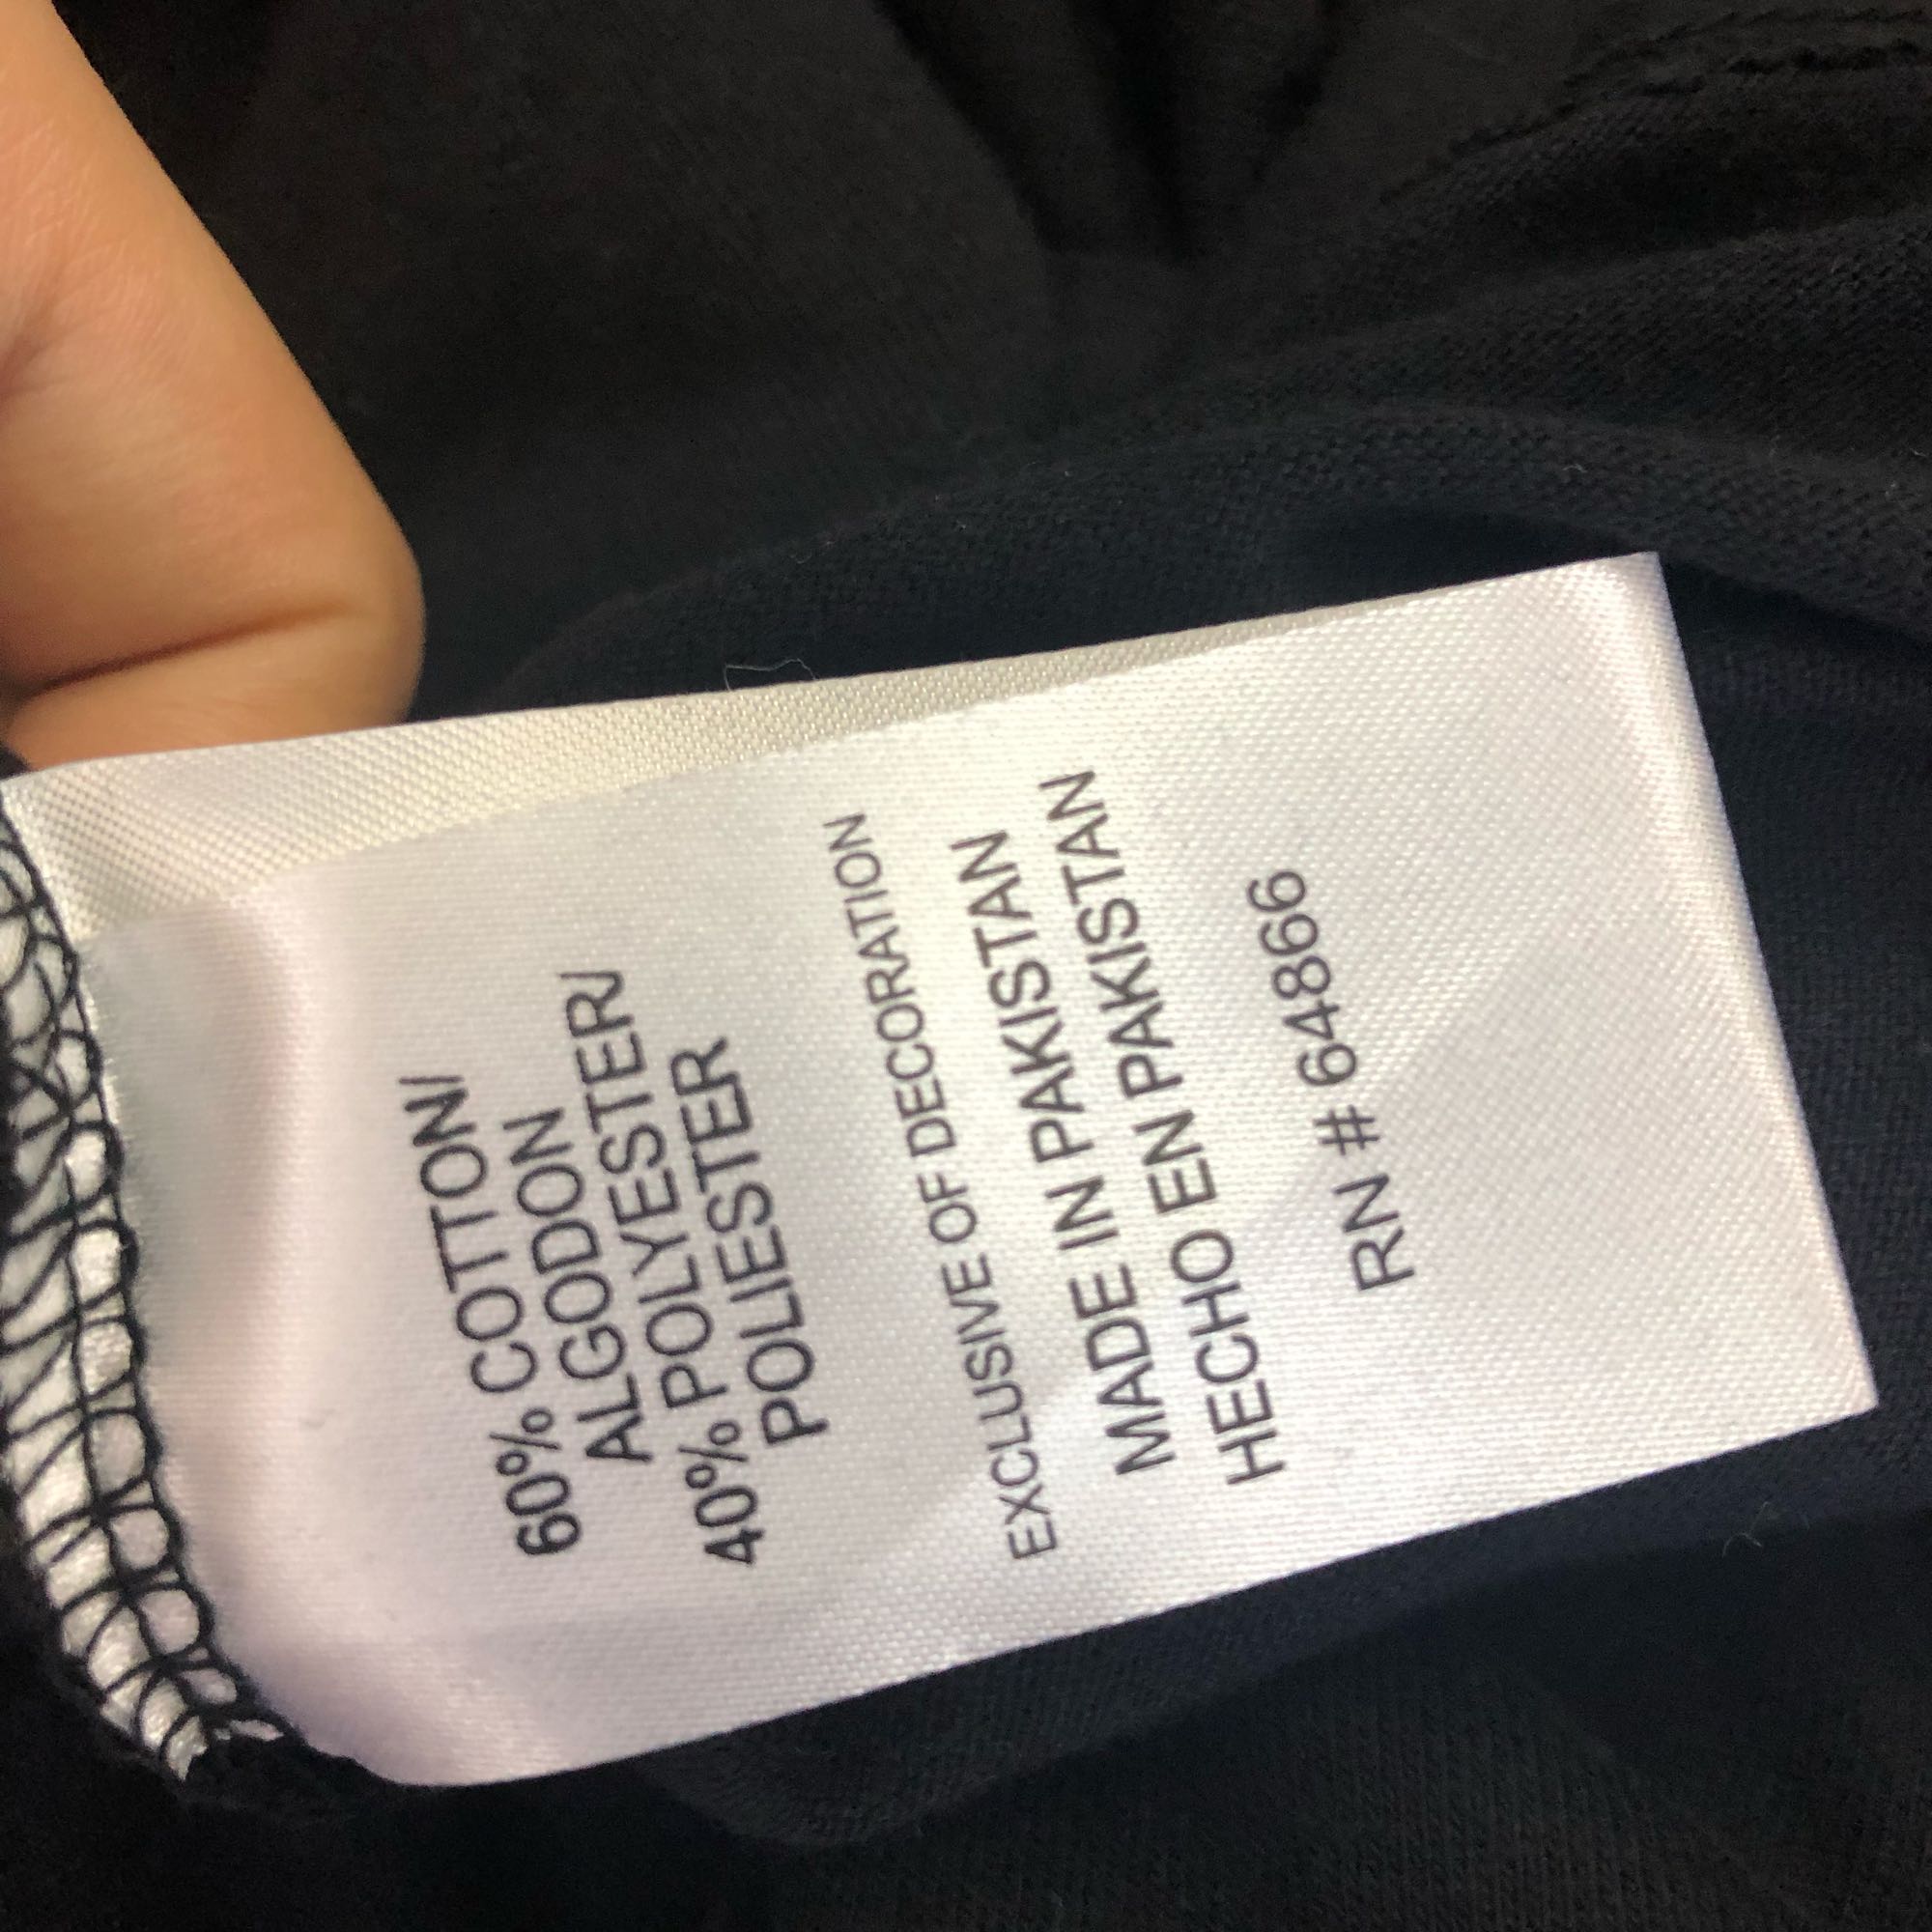 60% COTTON/
ALGODON
40% POLYESTER/
POLIESTER
EXCLUSIVE OF DECORATION
MADE IN PAKISTAN
HECHO EN PAKISTAN
RN # 64866